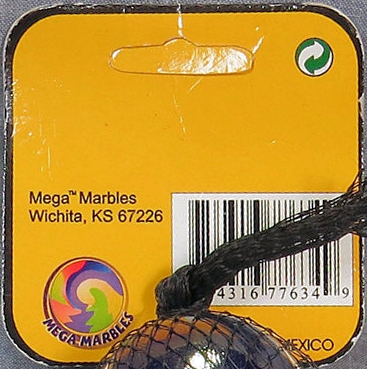 Mega™ Marbles
Wichita, KS 67226
4316 77634 9
MEGA MARBLES
MEXICO